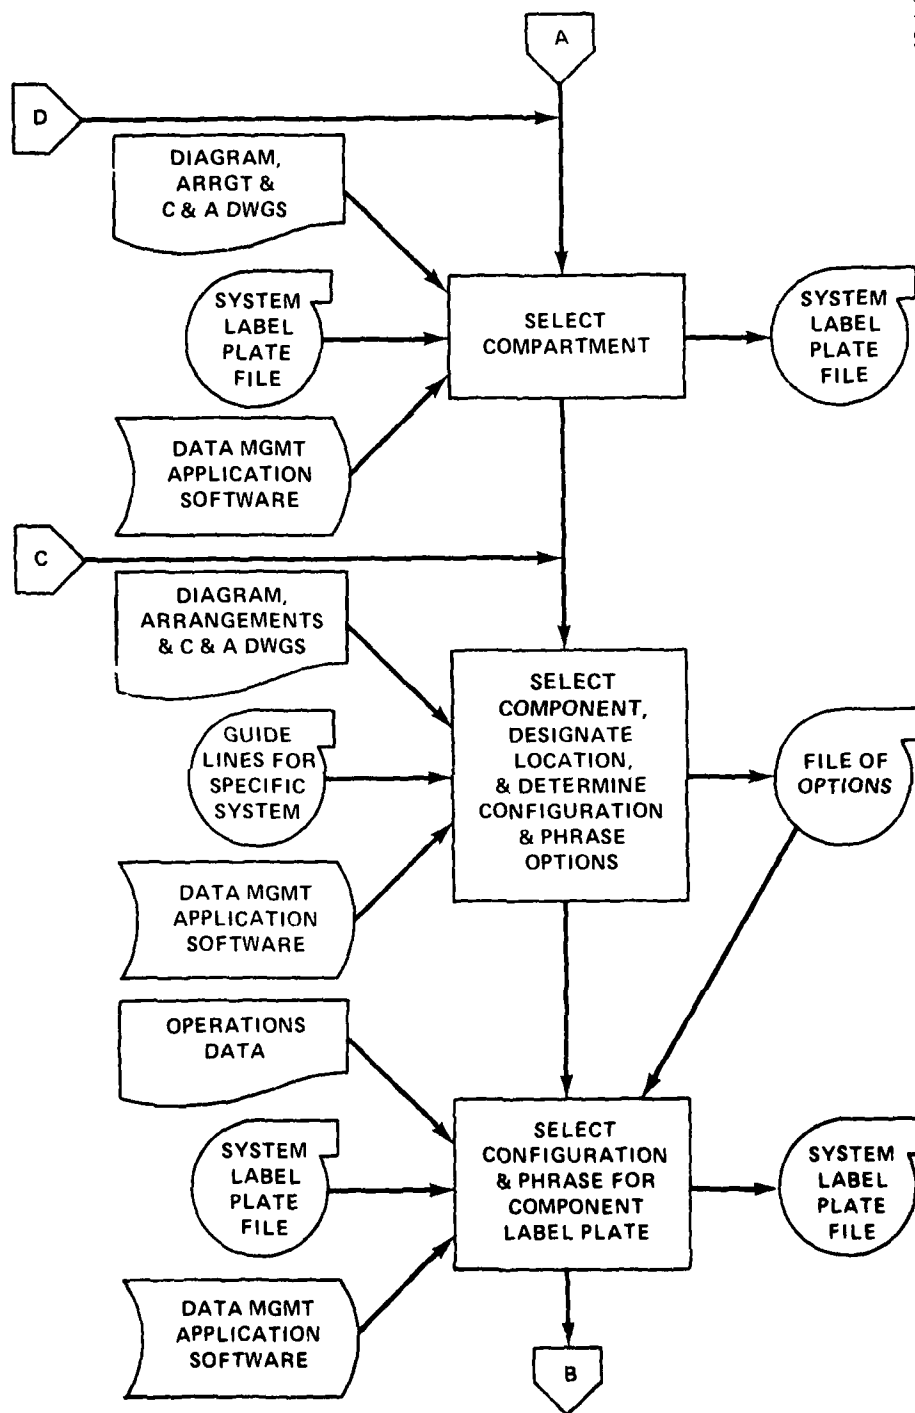 A
D
DIAGRAM,
ARRGT &
C & A DWGS
SYSTEM
LABEL
PLATE
FILE
SELECT
COMPARTMENT
SYSTEM
LABEL
PLATE
FILE
DATA MGMT
APPLICATION
SOFTWARE
C
DIAGRAM,
ARRANGEMENTS
& C & A DWGS
SELECT
COMPONENT,
DESIGNATE
LOCATION,
& DETERMINE
CONFIGURATION
& PHRASE
OPTIONS
GUIDE
LINES FOR
SPECIFIC
SYSTEM
FILE OF
OPTIONS
DATA MGMT
APPLICATION
SOFTWARE
OPERATIONS
DATA
SELECT
CONFIGURATION
& PHRASE FOR
COMPONENT
LABEL PLATE
SYSTEM
LABEL
PLATE
FILE
SYSTEM
LABEL
PLATE
FILE
DATA MGMT
APPLICATION
SOFTWARE
B